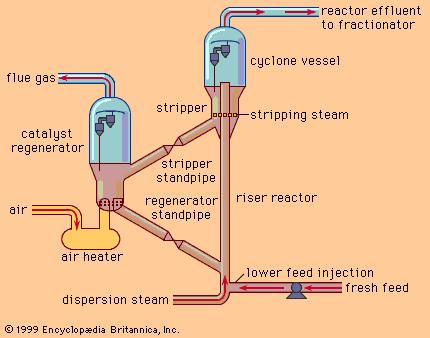 reactor effluent
to fractionator
cyclone vessel
flue gas
stripper
stripping steam
catalyst
regenerator
stripper
standpipe
regenerator
standpipe
riser reactor
air
air heater
lower feed injection
fresh feed
dispersion steam
© 1999 Encyclopædia Britannica, Inc.